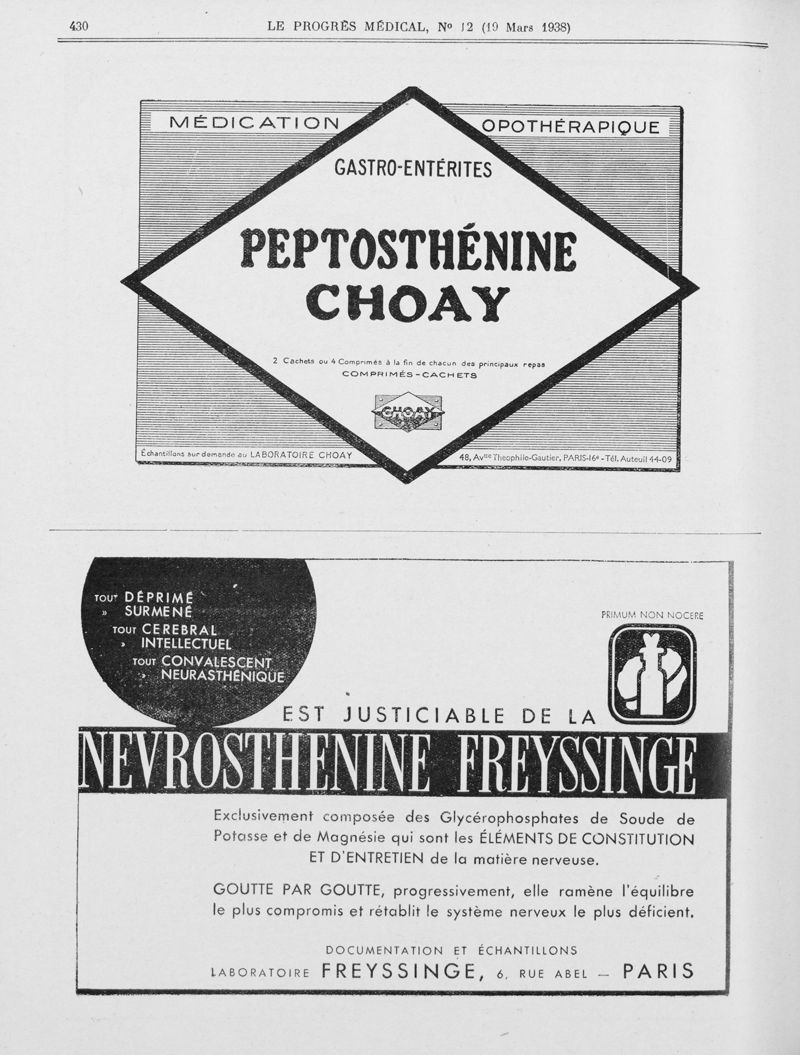 430
LE PROGRÈS MÉDICAL, Nº 12 (19 Mars 1938)
MÉDICATION
OPOTHÉRAPIQUE
GASTRO-ENTÉRITES
PEPTOSTHÉNINE
CHOAY
2 Cachets ou 4 Comprimés à la fin de chacun des principaux repas
COMPRIMÉS-CACHETS
CHOAY
Échantillons sur demande au LABORATOIRE CHOAY
48, Avⁿᵘᵉ Théophile-Gautier, PARIS-16ᵉ - Tél. Auteuil 44-09
TOUT DÉPRIMÉ
» SURMENÉ
TOUT CEREBRAL
» INTELLECTUEL
TOUT CONVALESCENT
» NEURASTHÉNIQUE
PRIMUM NON NOCERE
EST JUSTICIABLE DE LA
NEVROSTHENINE FREYSSINGE
Exclusivement composée des Glycérophosphates de Soude de
Potasse et de Magnésie qui sont les ÉLÉMENTS DE CONSTITUTION
ET D'ENTRETIEN de la matière nerveuse.
GOUTTE PAR GOUTTE, progressivement, elle ramène l'équilibre
le plus compromis et rétablit le système nerveux le plus déficient.
DOCUMENTATION ET ÉCHANTILLONS
LABORATOIRE FREYSSINGE, 6, RUE ABEL — PARIS